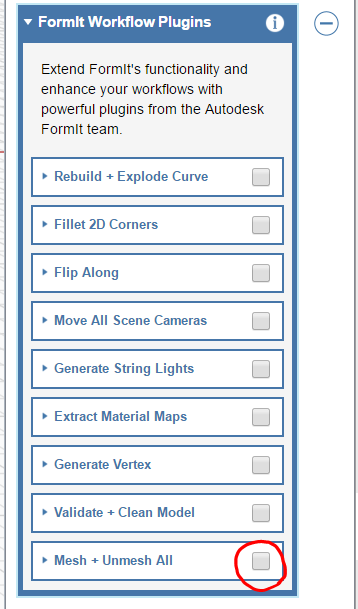 FormIt Workflow Plugins
Extend FormIt's functionality and
enhance your workflows with
powerful plugins from the Autodesk
FormIt team.
Rebuild + Explode Curve
Fillet 2D Corners
Flip Along
Move All Scene Cameras
Generate String Lights
Extract Material Maps
Generate Vertex
Validate + Clean Model
Mesh + Unmesh All